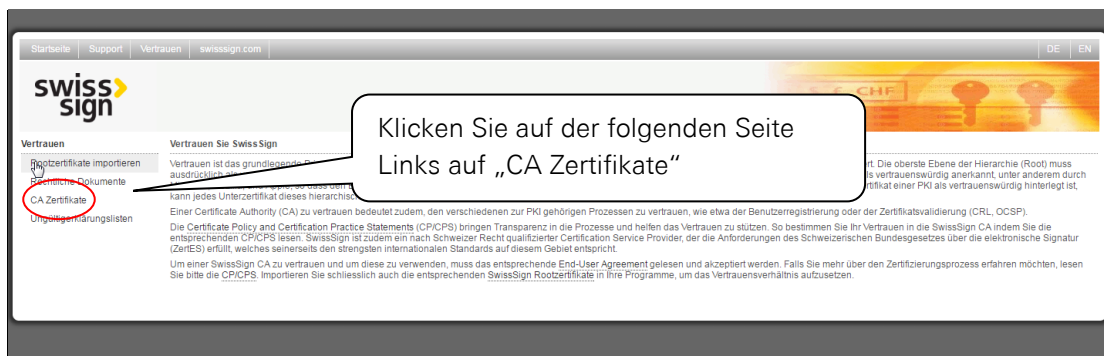 Startseite Support Vertrauen swisssign.com DE EN
swiss
sign
S E CHF
Klicken Sie auf der folgenden Seite
Links auf „CA Zertifikate“
Vertrauen
Rootzertifikate importieren
Rechtliche Dokumente
CA Zertifikate
Ungültigerklärungslisten
Vertrauen Sie SwissSign
Vertrauen ist das grundlegende ert. Die oberste Ebene der Hierarchie (Root) muss
ausdrücklich als vertrauenswürdig anerkannt, unter anderem durch
so dass den rtifikat einer PKI als vertrauenswürdig hinterlegt ist,
kann jedes Unterzertifikat dieses hierarchisch
Einer Certificate Authority (CA) zu vertrauen bedeutet zudem, den verschiedenen zur PKI gehörigen Prozessen zu vertrauen, wie etwa der Benutzerregistrierung oder der Zertifikatsvalidierung (CRL, OCSP).
Die Certificate Policy and Certification Practice Statements (CP/CPS) bringen Transparenz in die Prozesse und helfen das Vertrauen zu stützen. So bestimmen Sie Ihr Vertrauen in die SwissSign CA indem Sie die
entsprechenden CP/CPS lesen. SwissSign ist zudem ein nach Schweizer Recht qualifizierter Certification Service Provider, der die Anforderungen des Schweizerischen Bundesgesetzes über die elektronische Signatur
(ZertES) erfüllt, welches seinerseits den strengsten internationalen Standards auf diesem Gebiet entspricht.
Um einer SwissSign CA zu vertrauen und um diese zu verwenden, muss das entsprechende End-User Agreement gelesen und akzeptiert werden. Falls Sie mehr über den Zertifizierungsprozess erfahren möchten, lesen
Sie bitte die CP/CPS. Importieren Sie schliesslich auch die entsprechenden SwissSign Rootzertifikate in Ihre Programme, um das Vertrauensverhältnis aufzusetzen.